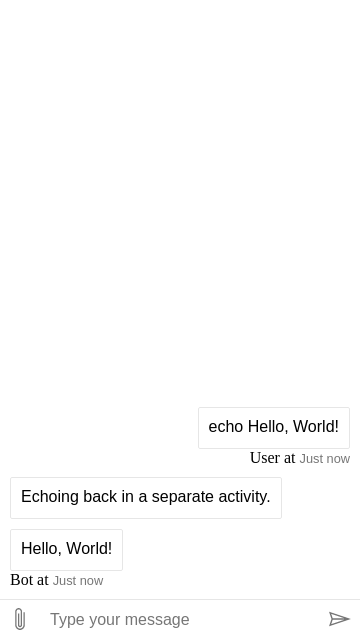 echo Hello, World!
User at Just now
Echoing back in a separate activity.
Hello, World!
Bot at Just now
Type your message